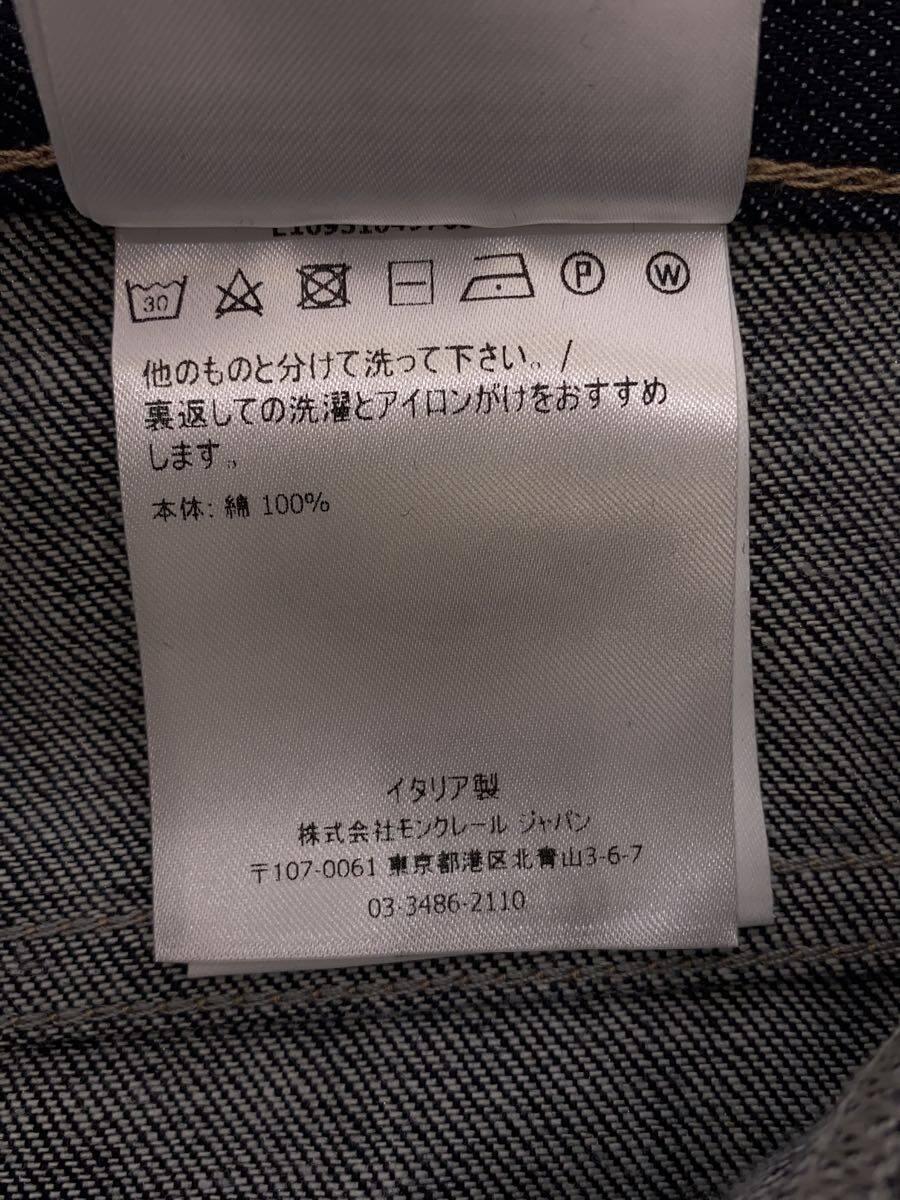 30 P W
他のものと分けて洗って下さい。/
裏返しての洗濯とアイロンがけをおすすめ
します。
本体: 綿 100%
イタリア製
株式会社モンクレール ジャパン
〒107-0061 東京都港区北青山3-6-7
03-3486-2110